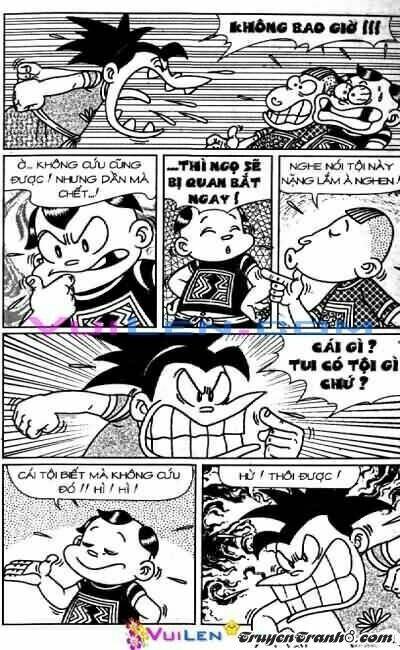 KHÔNG BAO GIỜ !!!
Ờ... KHÔNG CỨU CŨNG
ĐƯỢC ! NHƯNG DẦN MÀ
CHẾT...!
...THÌ NGỌ SẼ
BỊ QUAN BẮT
NGAY !
NGHE NÓI TỘI NÀY
NẶNG LẮM À NGHEN !
VUILEN.COM
CÁI GÌ ?
TUI CÓ TỘI GÌ
CHỨ ?
CÁI TỘI BIẾT MÀ KHÔNG CỨU
ĐÓ !! HÌ ! HÌ !
HỪ ! THÔI ĐƯỢC !
VUILEN
TruyenTranh8.com